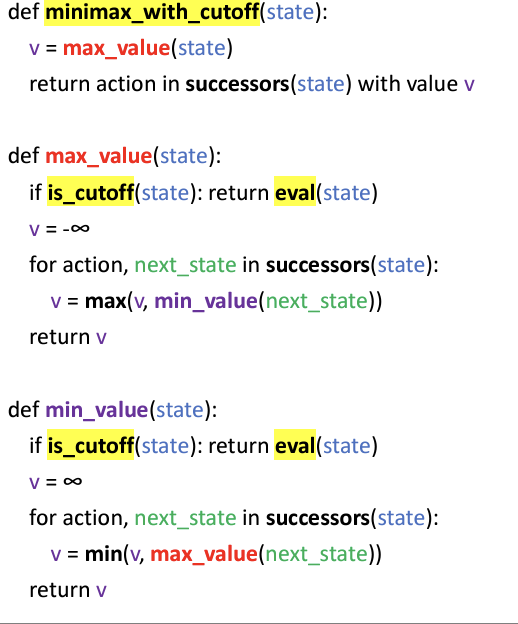 def minimax_with_cutoff(state):
v = max_value(state)
return action in successors(state) with value v
def max_value(state):
if is_cutoff(state): return eval(state)
v = -∞
for action, next_state in successors(state):
v = max(v, min_value(next_state))
return v
def min_value(state):
if is_cutoff(state): return eval(state)
v = ∞
for action, next_state in successors(state):
v = min(v, max_value(next_state))
return v